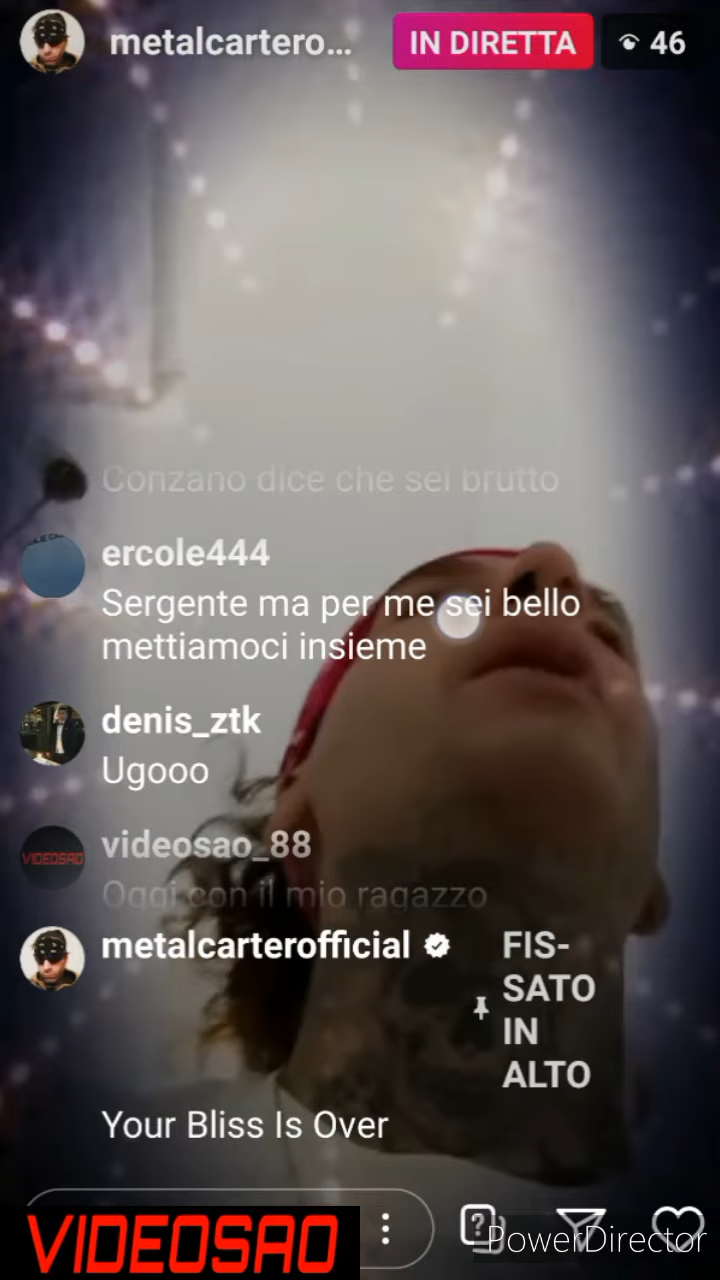 metalcartero...
IN DIRETTA
46
Conzano dice che sei brutto
ercole444
Sergente ma per me sei bello
mettiamoci insieme
denis_ztk
Ugooo
VIDEOSAO
videosao_88
Oggi con il mio ragazzo
metalcarterofficial
FIS-
SATO
IN
ALTO
Your Bliss Is Over
VIDEOSAO
PowerDirector